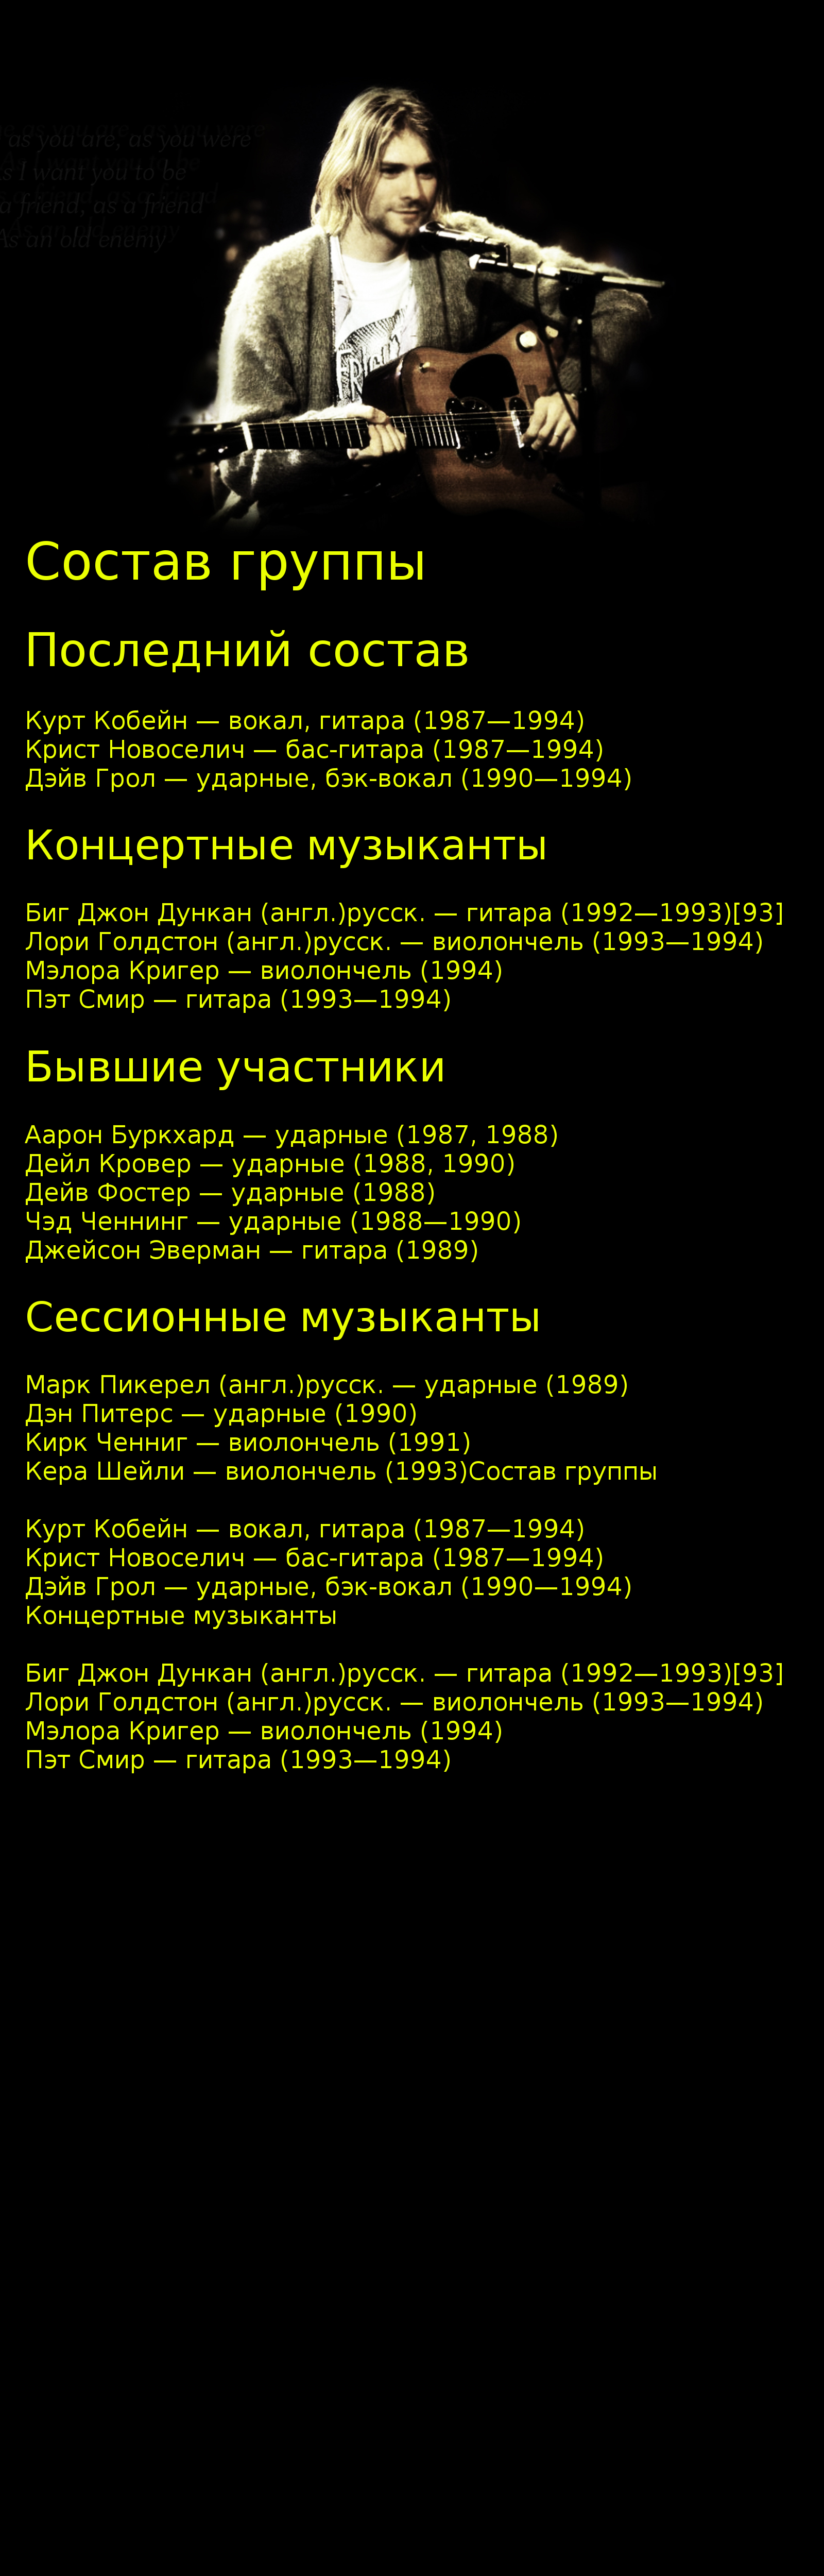 as you are, as you were
s I want you to be
a friend, as a friend
As an old enemy
Состав группы
Последний состав
Курт Кобейн — вокал, гитара (1987—1994)
Крист Новоселич — бас-гитара (1987—1994)
Дэйв Грол — ударные, бэк-вокал (1990—1994)
Концертные музыканты
Биг Джон Дункан (англ.)русск. — гитара (1992—1993)[93]
Лори Голдстон (англ.)русск. — виолончель (1993—1994)
Мэлора Кригер — виолончель (1994)
Пэт Смир — гитара (1993—1994)
Бывшие участники
Аарон Буркхард — ударные (1987, 1988)
Дейл Кровер — ударные (1988, 1990)
Дейв Фостер — ударные (1988)
Чэд Ченнинг — ударные (1988—1990)
Джейсон Эверман — гитара (1989)
Сессионные музыканты
Марк Пикерел (англ.)русск. — ударные (1989)
Дэн Питерс — ударные (1990)
Кирк Ченниг — виолончель (1991)
Кера Шейли — виолончель (1993)Состав группы
Курт Кобейн — вокал, гитара (1987—1994)
Крист Новоселич — бас-гитара (1987—1994)
Дэйв Грол — ударные, бэк-вокал (1990—1994)
Концертные музыканты
Биг Джон Дункан (англ.)русск. — гитара (1992—1993)[93]
Лори Голдстон (англ.)русск. — виолончель (1993—1994)
Мэлора Кригер — виолончель (1994)
Пэт Смир — гитара (1993—1994)